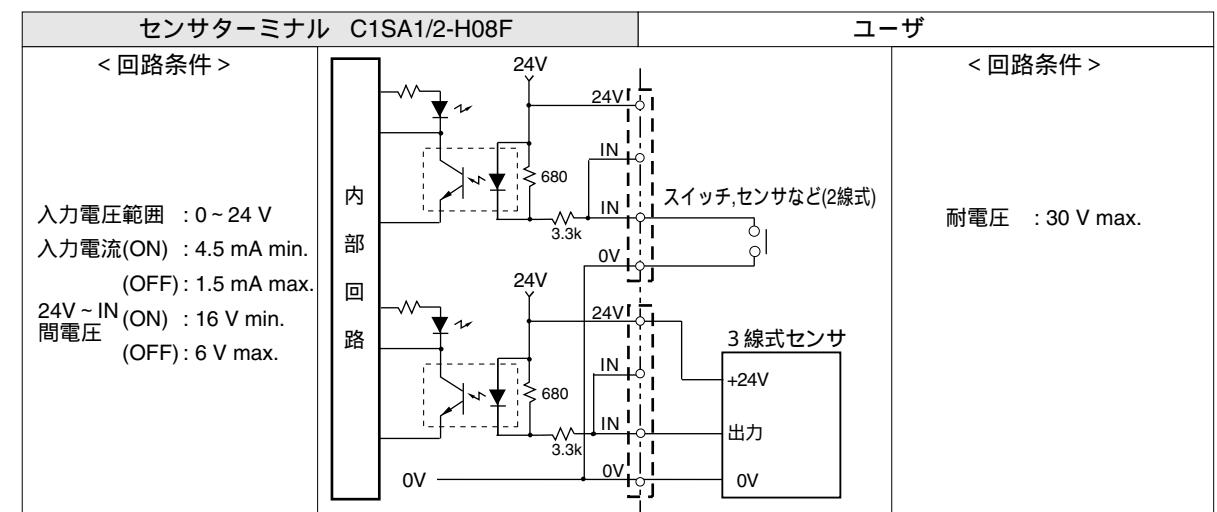 センサターミナル C1SA1/2-H08F
ユーザ
< 回路条件 >
入力電圧範囲 : 0 ~ 24 V
入力電流(ON) : 4.5 mA min.
(OFF) : 1.5 mA max.
24V ~ IN間電圧 (ON) : 16 V min.
(OFF) : 6 V max.
内部回路
24V
24V
IN
680
IN
3.3k
0V
24V
24V
IN
680
IN
3.3k
0V
0V
スイッチ,センサなど(2線式)
3 線式センサ
+24V
出力
0V
< 回路条件 >
耐電圧 : 30 V max.